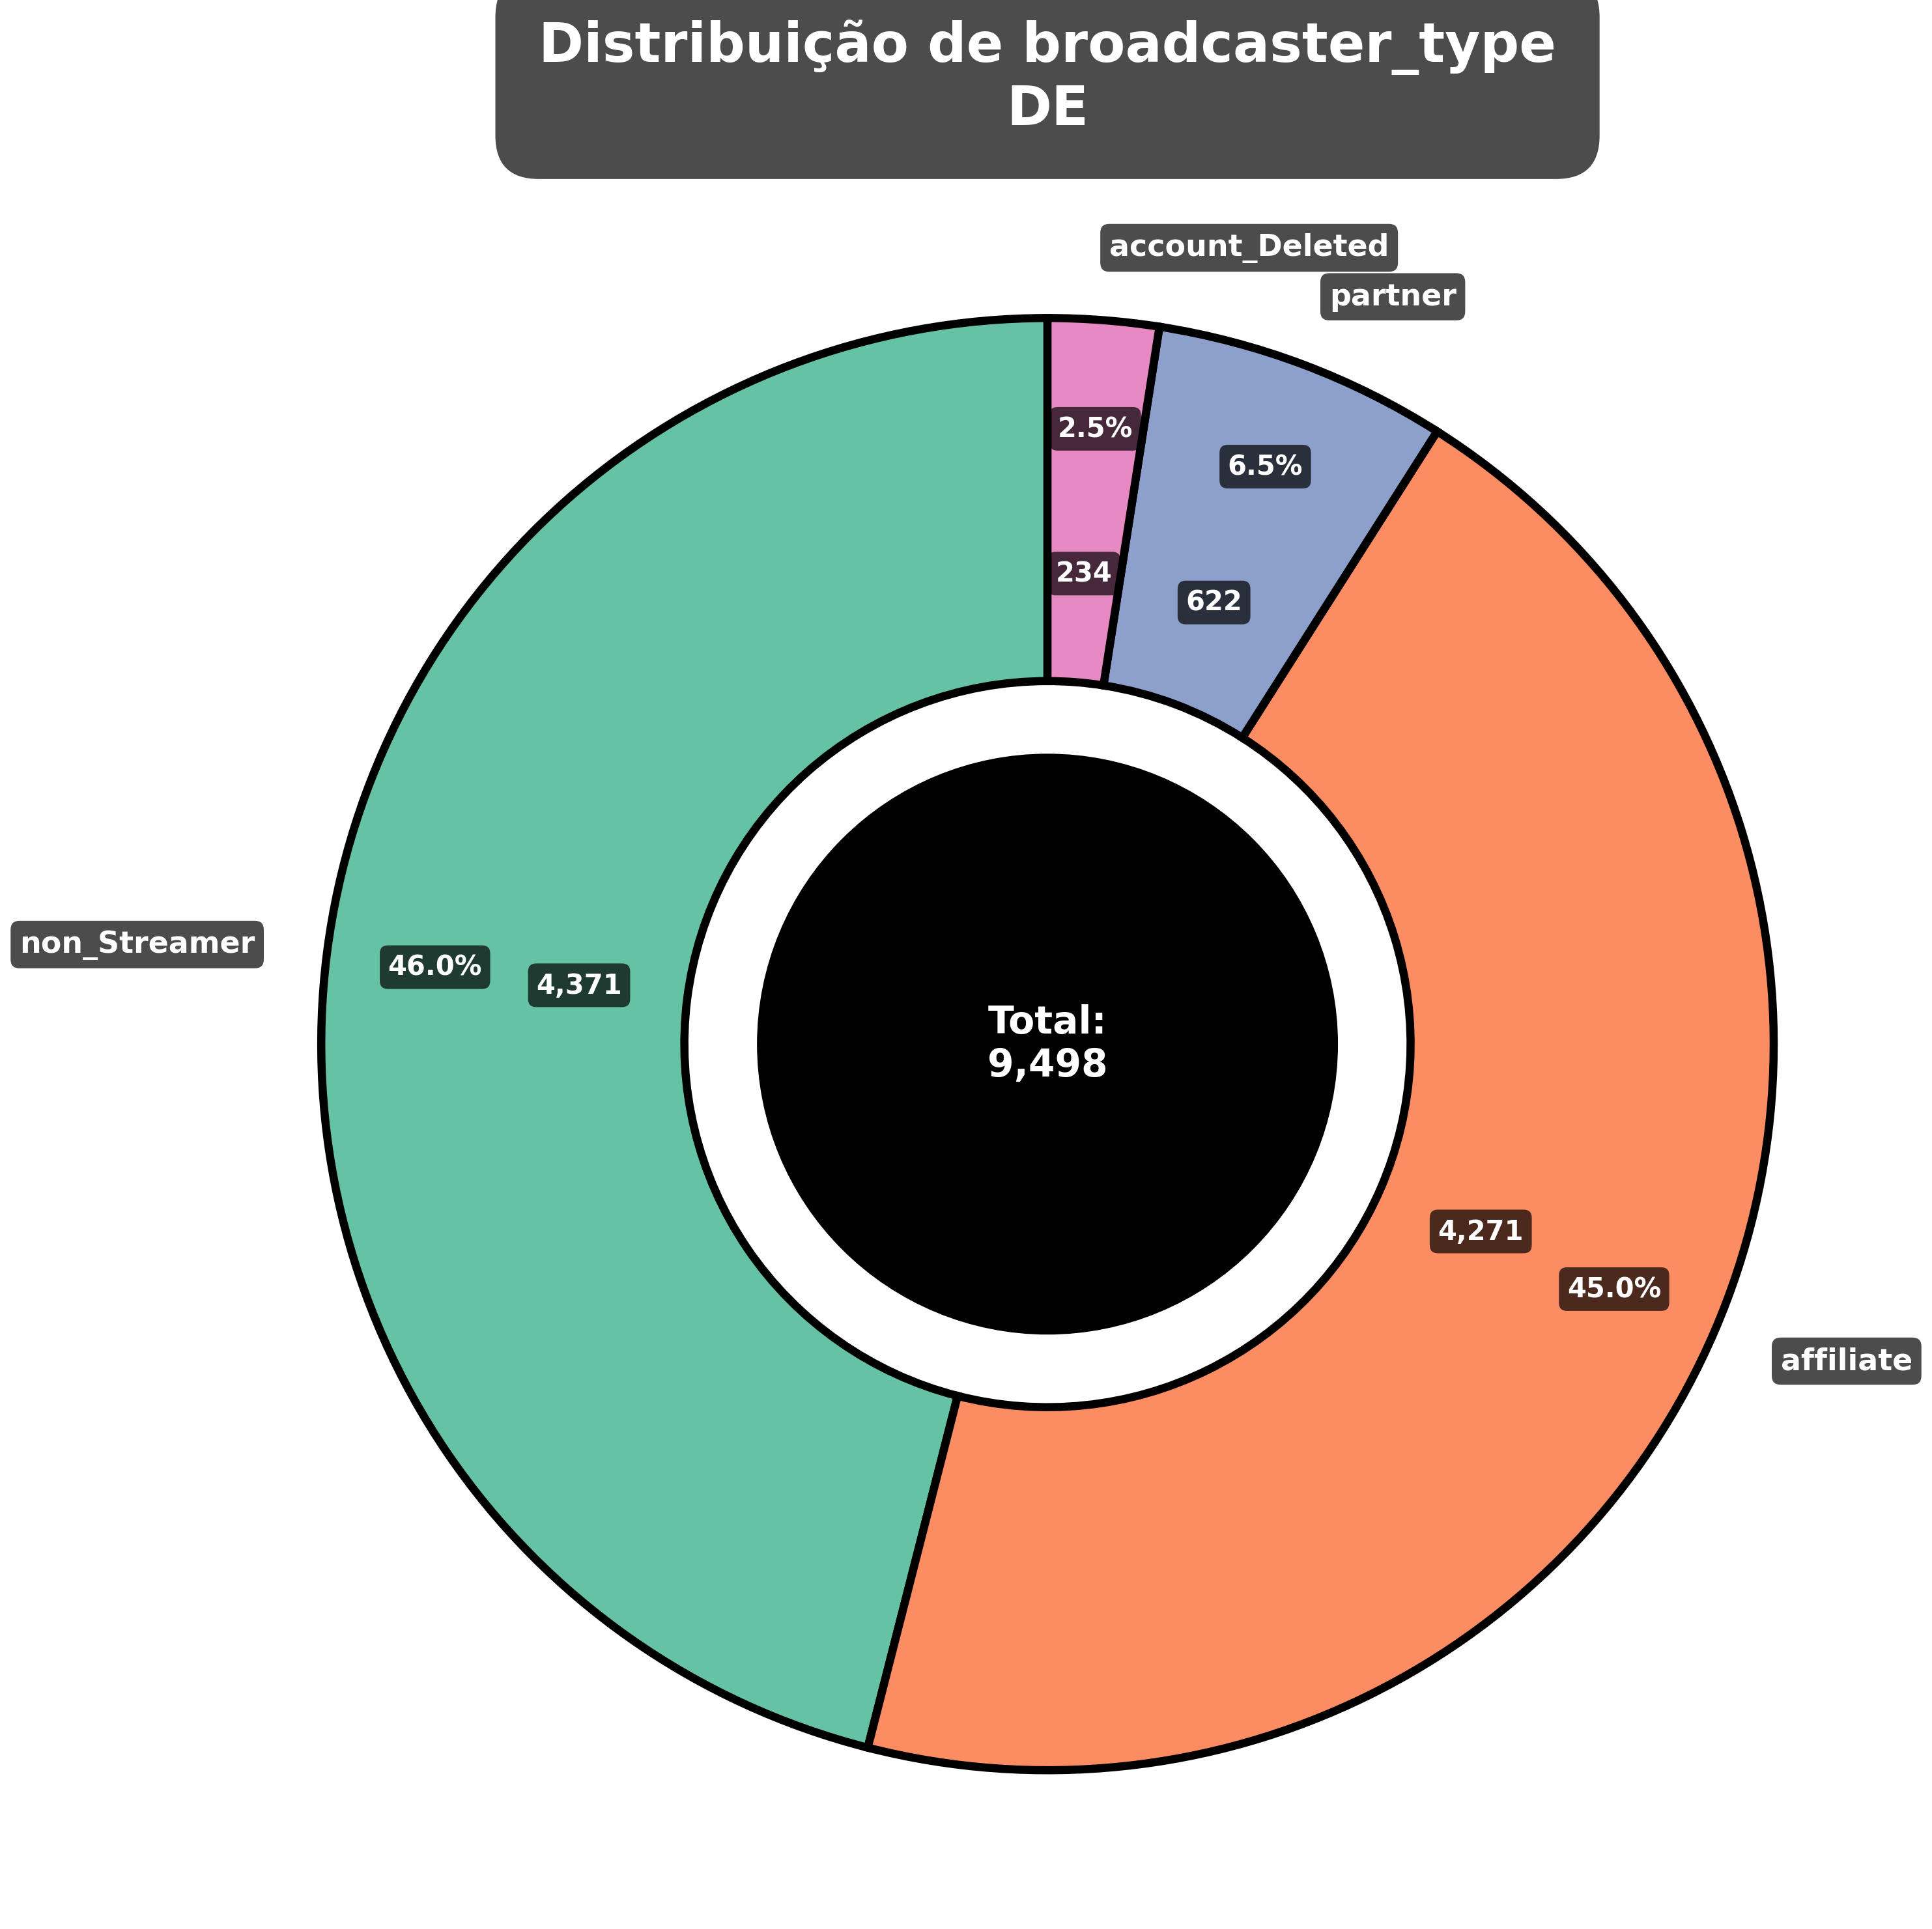 Distribuição de broadcaster_type
DE
account_Deleted
partner
2.5%
6.5%
234
622
non_Streamer
46.0%
4,371
Total:
9,498
4,271
45.0%
affiliate